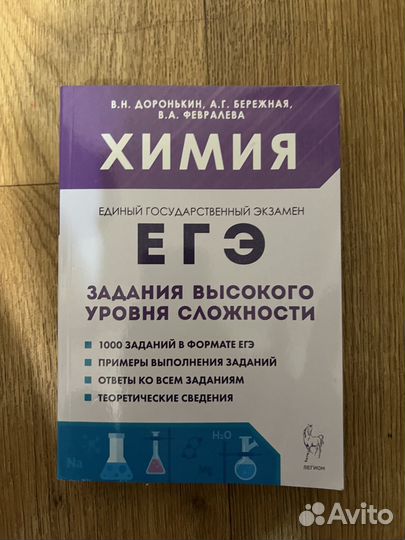 В.Н. ДОРОНЬКИН, А.Г. БЕРЕЖНАЯ,
В.А. ФЕВРАЛЕВА
ХИМИЯ
ЕДИНЫЙ ГОСУДАРСТВЕННЫЙ ЭКЗАМЕН
ЕГЭ
ЗАДАНИЯ ВЫСОКОГО
УРОВНЯ СЛОЖНОСТИ
1000 ЗАДАНИЙ В ФОРМАТЕ ЕГЭ
ПРИМЕРЫ ВЫПОЛНЕНИЯ ЗАДАНИЙ
ОТВЕТЫ КО ВСЕМ ЗАДАНИЯМ
ТЕОРЕТИЧЕСКИЕ СВЕДЕНИЯ
H₂O
Na
Mg
ЛЕГИОН
Avito